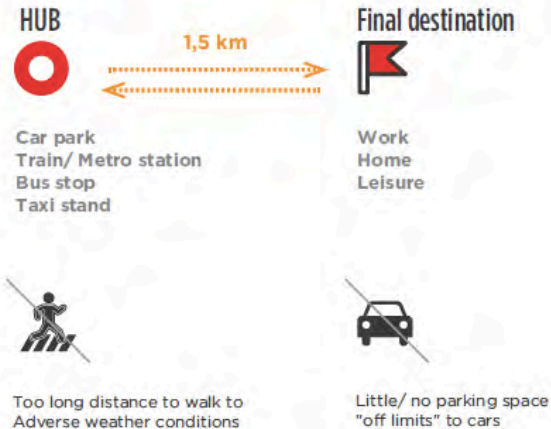 HUB
1,5 km
Final destination
Car park
Train/ Metro station
Bus stop
Taxi stand
Work
Home
Leisure
Too long distance to walk to
Adverse weather conditions
Little/ no parking space
"off limits" to cars